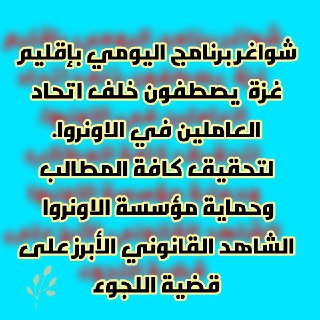 شواغر برنامج اليومي بإقليم
غزة يصطفون خلف اتحاد
العاملين في الاونروا.
لتحقيق كافة المطالب
وحماية مؤسسة الاونروا
الشاهد القانوني الأبرز على
قضية اللجوء